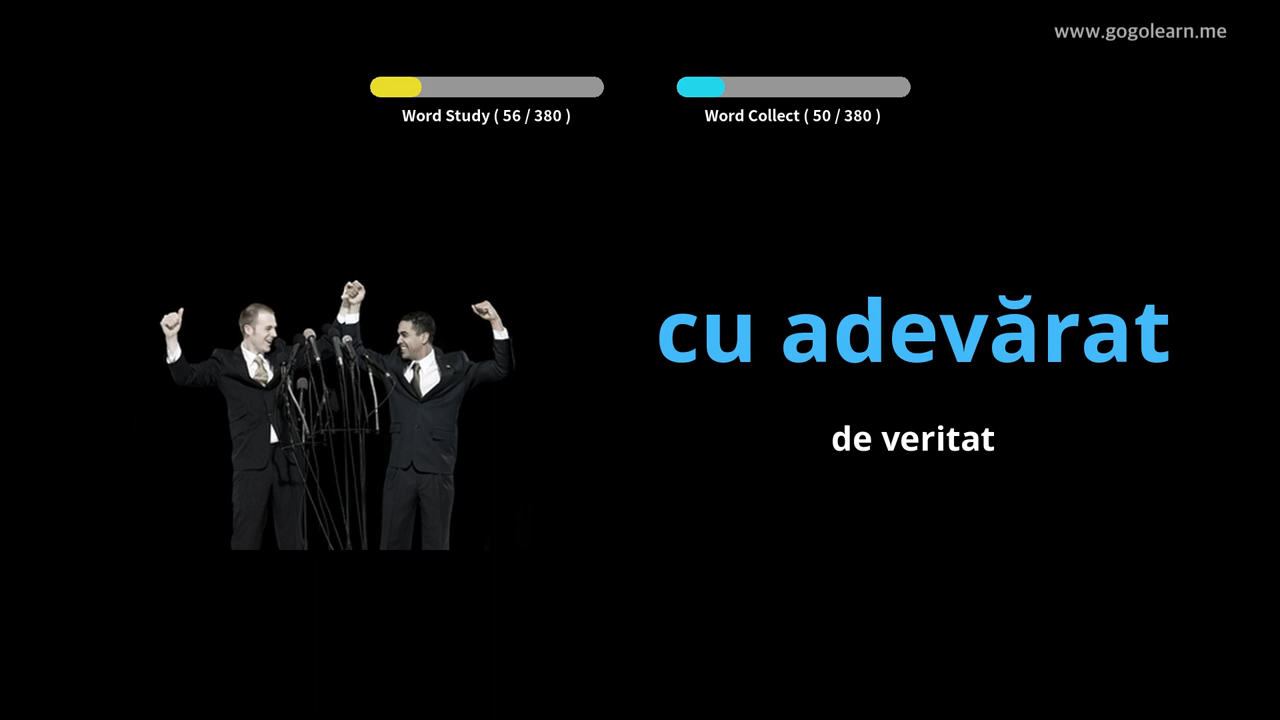 www.gogolearn.me
Word Study ( 56 / 380 )
Word Collect ( 50 / 380 )
cu adevărat
de veritat